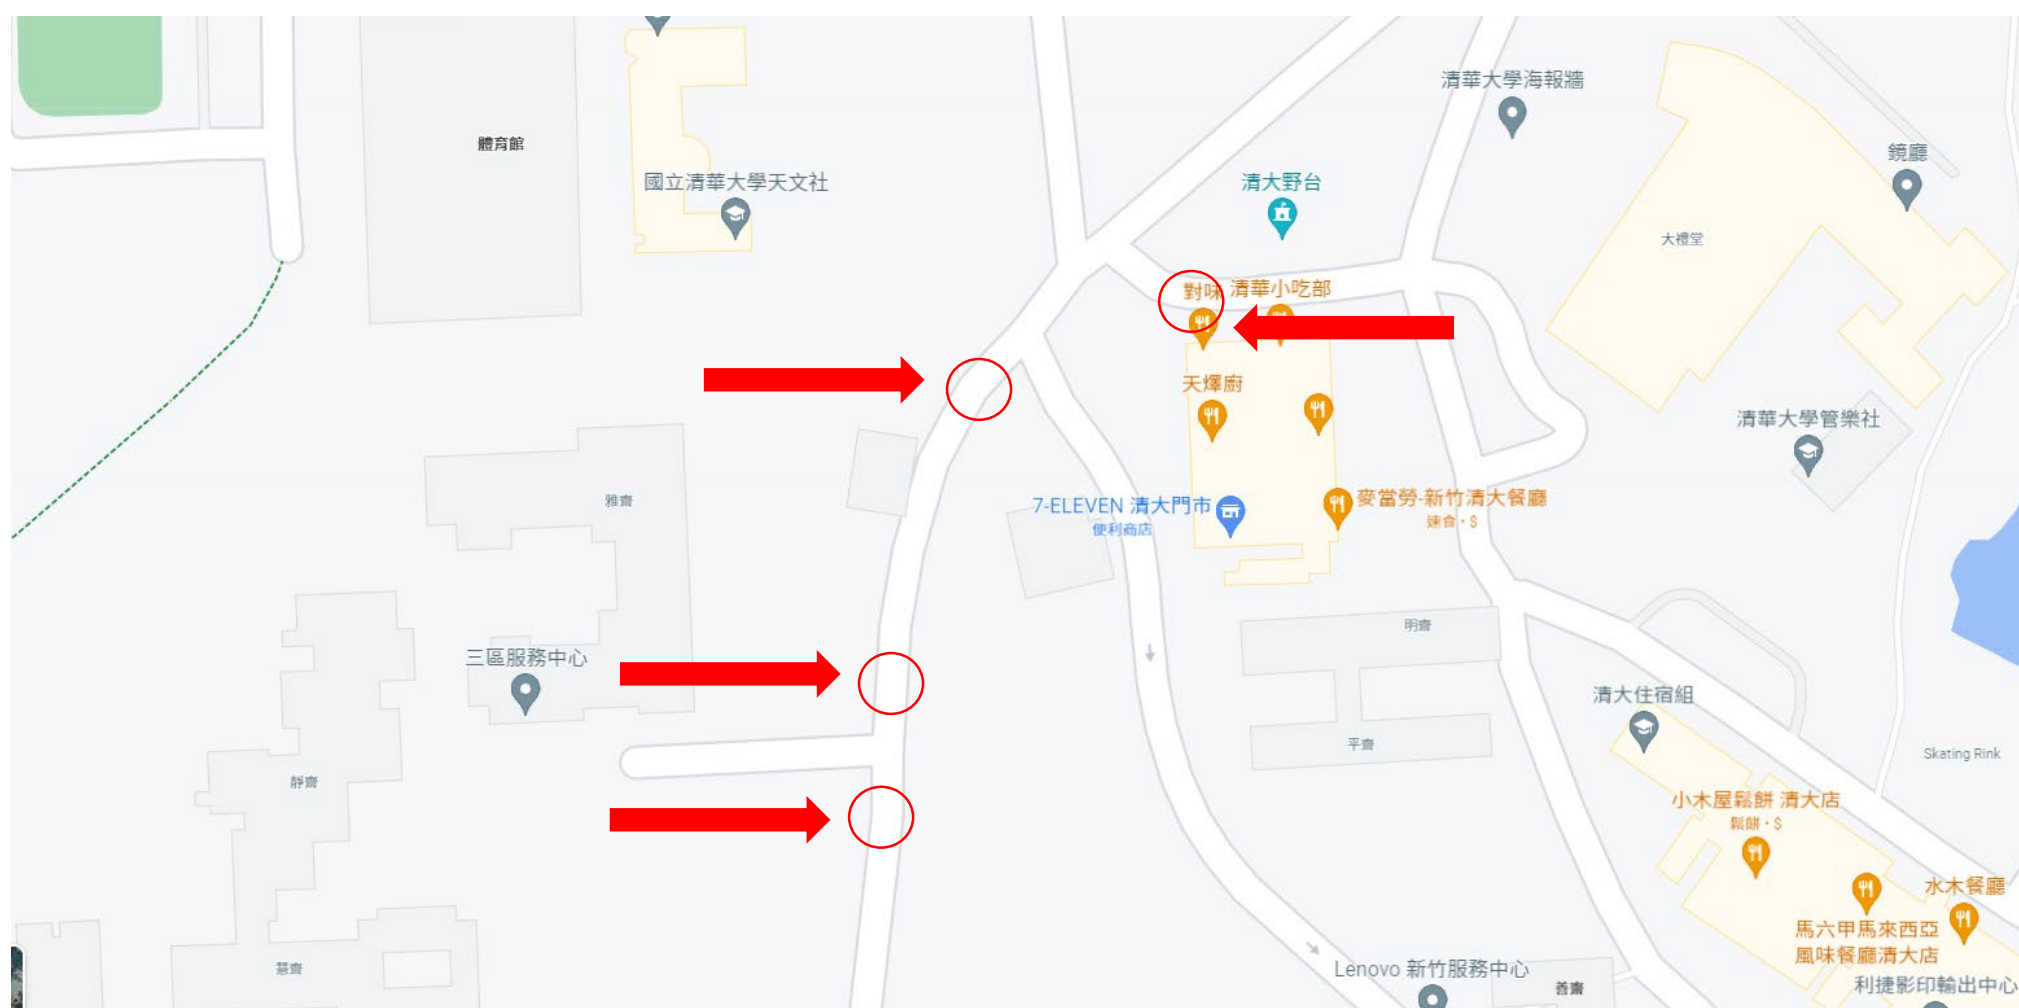 清華大學海報牆
體育館
鏡廳
國立清華大學天文社
清大野台
大禮堂
對味
清華小吃部
天燡廚
清華大學管樂社
雅齋
7-ELEVEN 清大門市
便利商店
麥當勞-新竹清大餐廳
速食・$
明齋
三區服務中心
清大住宿組
平齋
Skating Rink
靜齋
小木屋鬆餅 清大店
鬆餅・$
水木餐廳
馬六甲馬來西亞
風味餐廳清大店
慧齋
Lenovo 新竹服務中心
善齋
利捷影印輸出中心